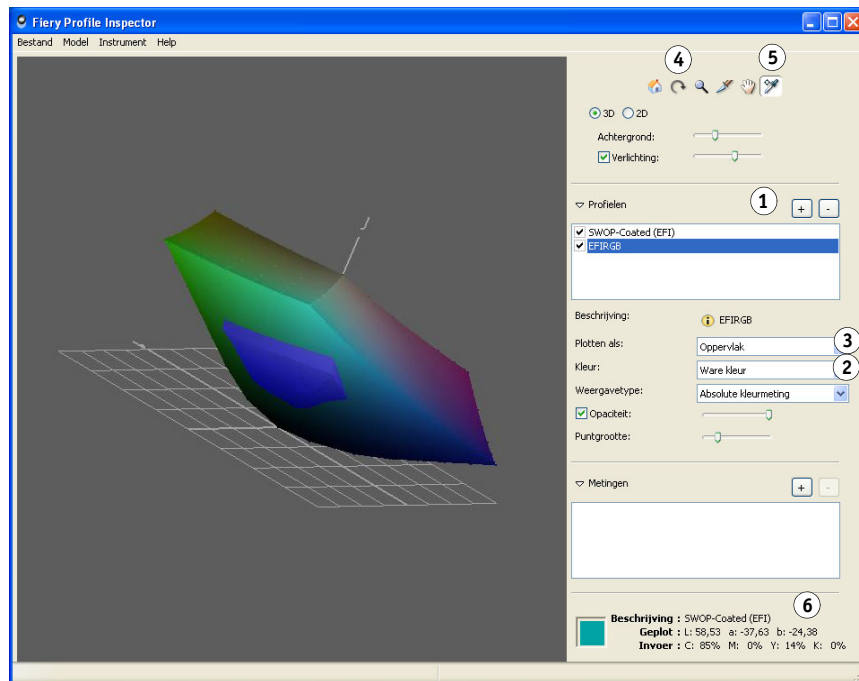 Fiery Profile Inspector
Bestand Model Instrument Help
4
5
3D 2D
Achtergrond:
Verlichting:
1
Profielen + -
SWOP-Coated (EFI)
EFIRGB
Beschrijving: EFIRGB
Plotten als: Oppervlak 3
Kleur: Ware kleur 2
Weergavetype: Absolute kleurmeting
Opaciteit:
Puntgrootte:
Metingen + -
6
Beschrijving : SWOP-Coated (EFI)
Geplot : L: 58,53 a: -37,63 b: -24,38
Invoer : C: 85% M: 0% Y: 14% K: 0%